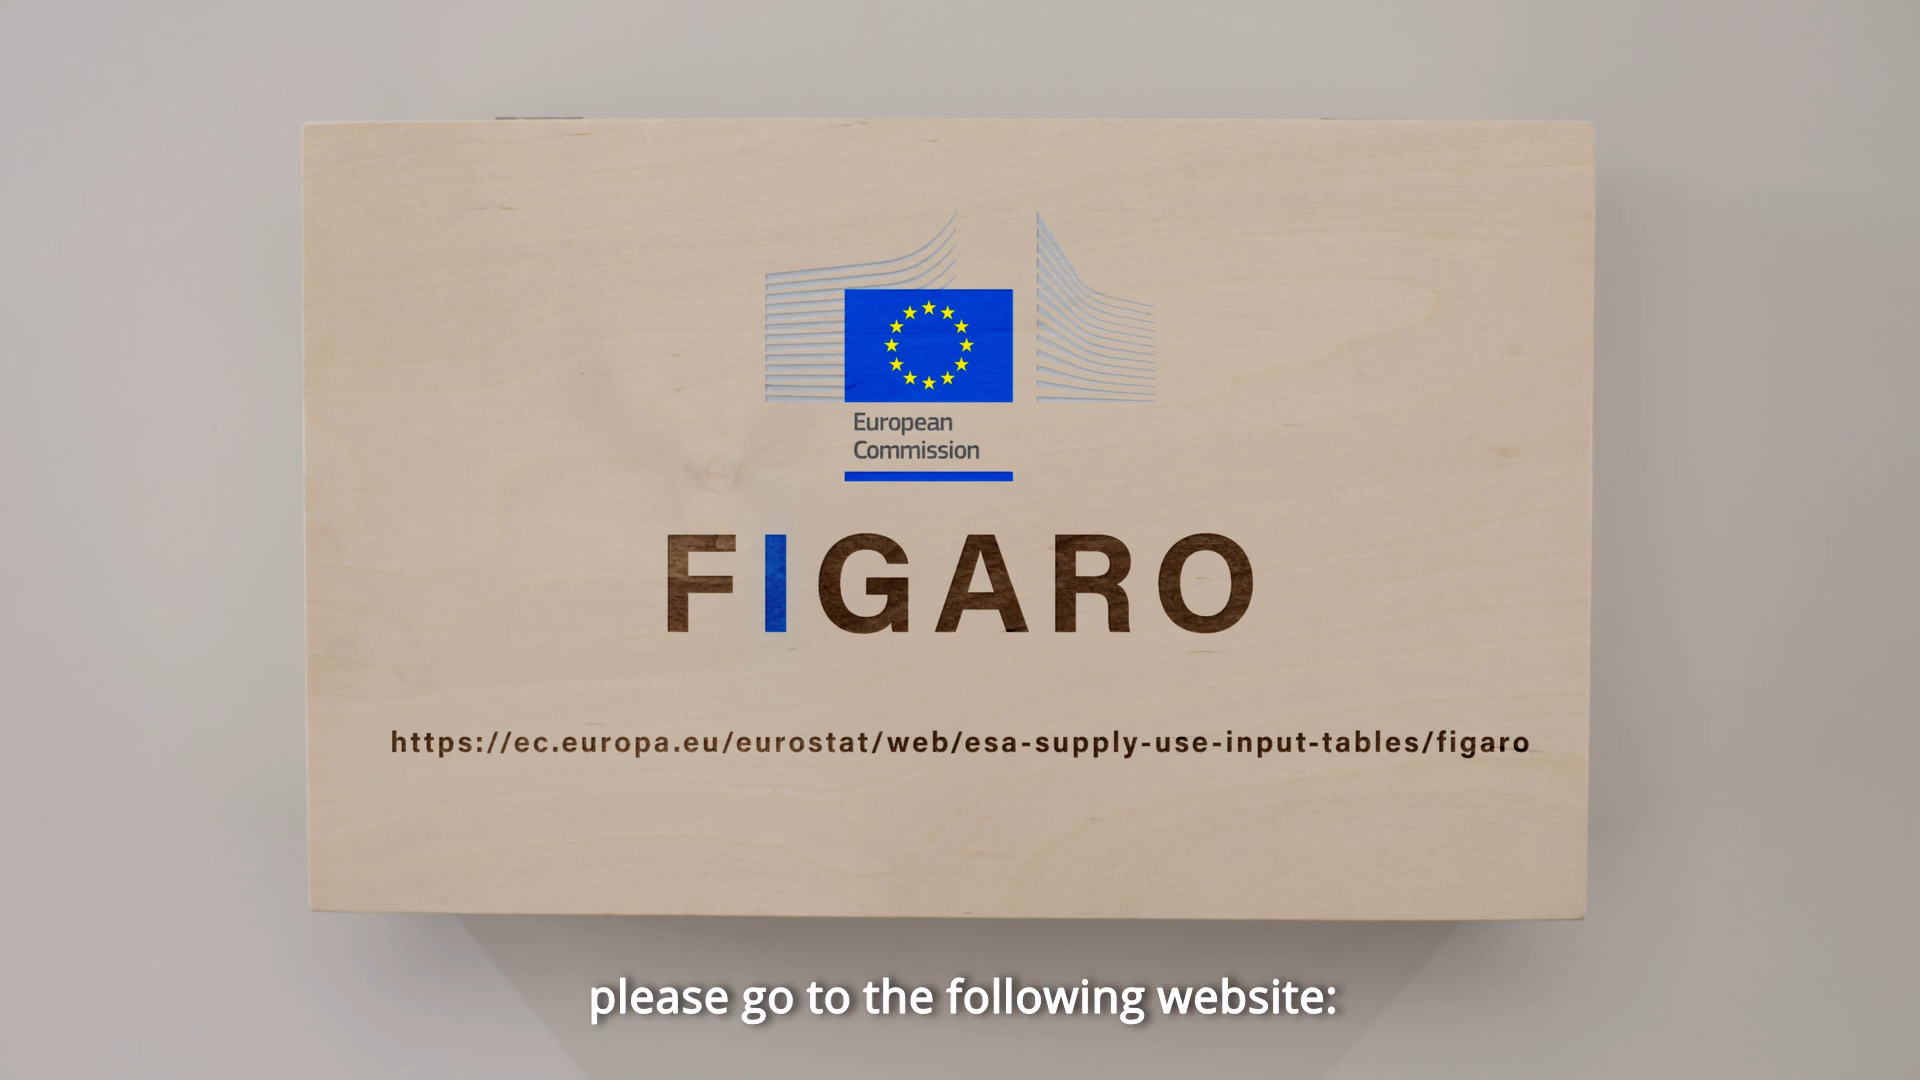 European
Commission
FIGARO
https://ec.europa.eu/eurostat/web/esa-supply-use-input-tables/figaro
please go to the following website: